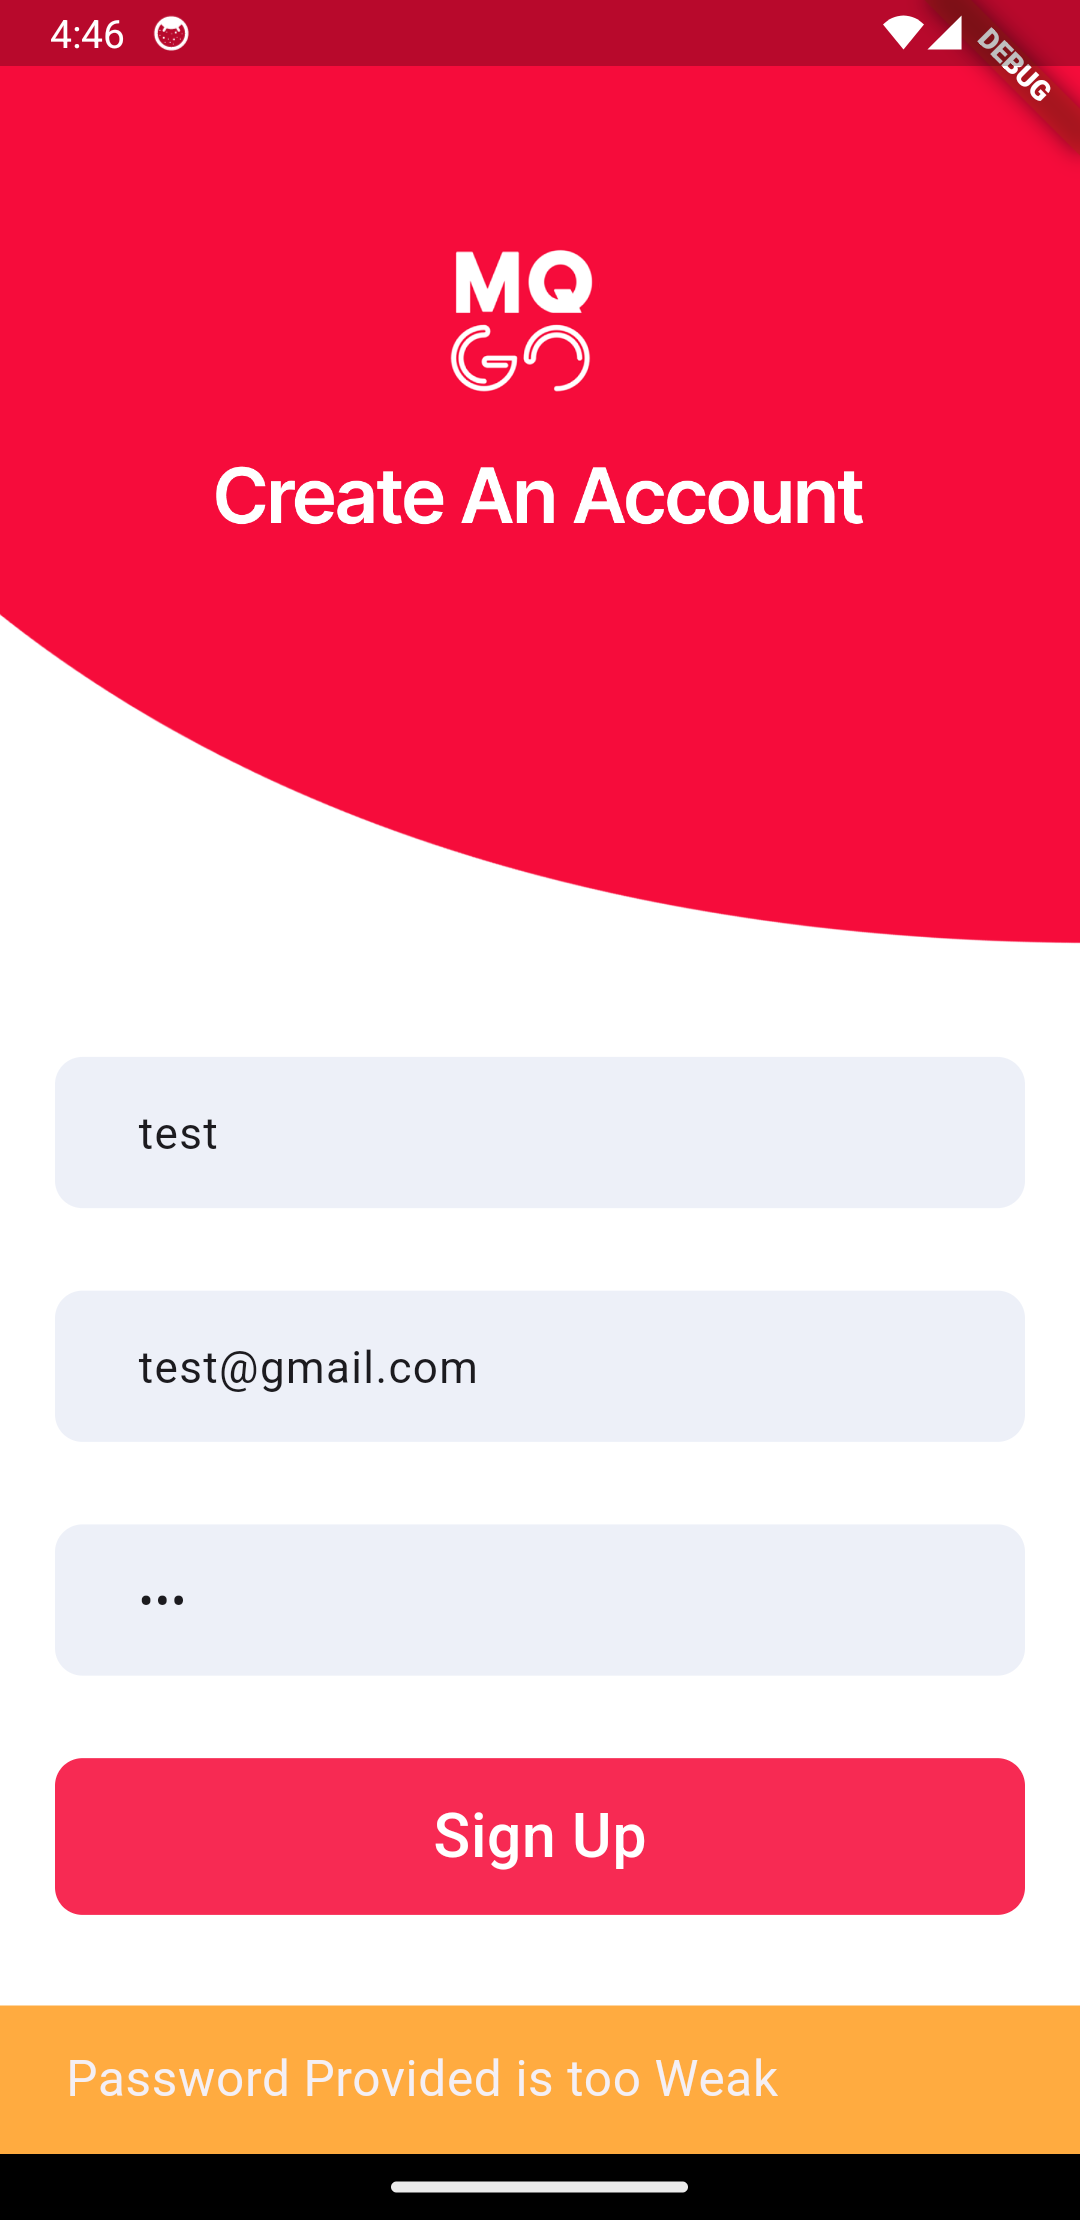 4:46
DEBUG
MQ
GO
Create An Account
test
test@gmail.com
•••
Sign Up
Password Provided is too Weak